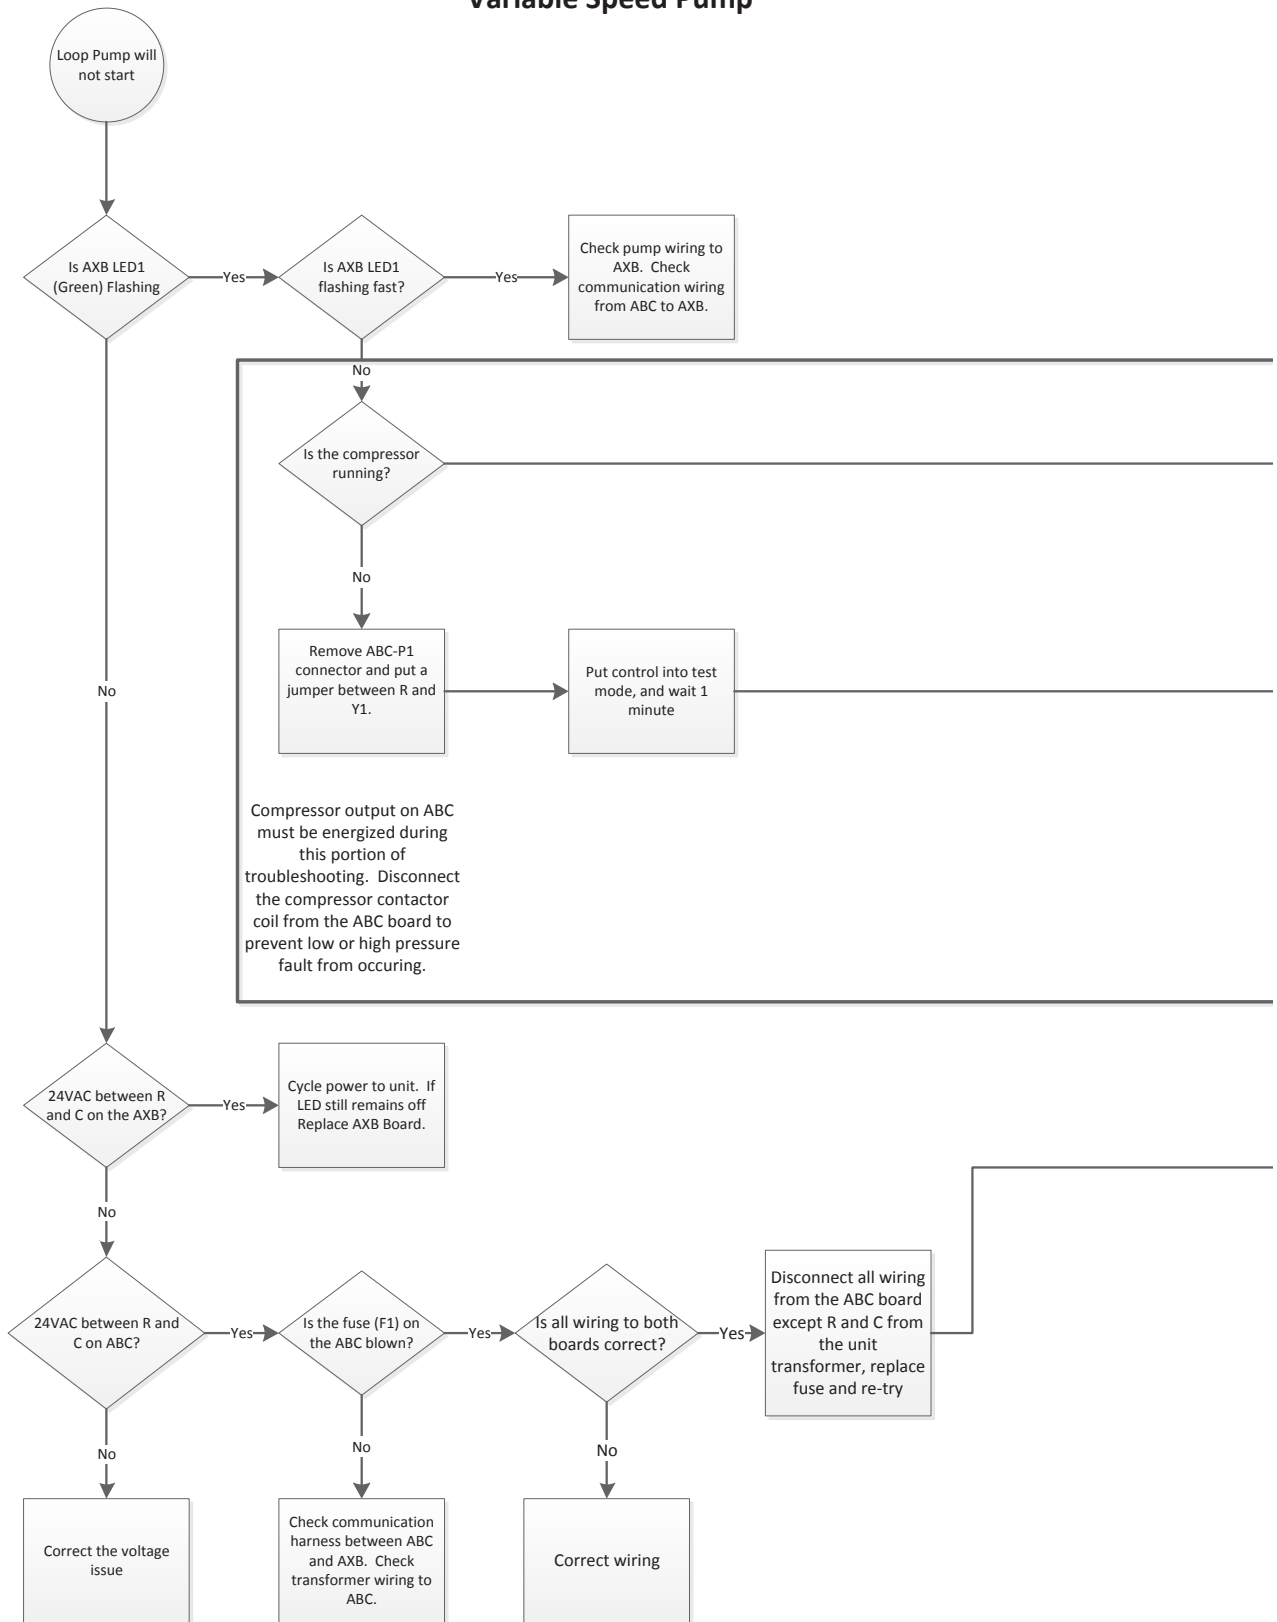 Variable Speed Pump
Loop Pump will
not start
Is AXB LED1
(Green) Flashing
Yes
Is AXB LED1
flashing fast?
Yes
Check pump wiring to
AXB. Check
communication wiring
from ABC to AXB.
No
Is the compressor
running?
No
Remove ABC-P1
connector and put a
jumper between R and
Y1.
Put control into test
mode, and wait 1
minute
No
Compressor output on ABC
must be energized during
this portion of
troubleshooting. Disconnect
the compressor contactor
coil from the ABC board to
prevent low or high pressure
fault from occuring.
24VAC between R
and C on the AXB?
Yes
Cycle power to unit. If
LED still remains off
Replace AXB Board.
No
24VAC between R and
C on ABC?
Yes
Is the fuse (F1) on
the ABC blown?
Yes
Is all wiring to both
boards correct?
Yes
Disconnect all wiring
from the ABC board
except R and C from
the unit
transformer, replace
fuse and re-try
No
No
No
Correct the voltage
issue
Check communication
harness between ABC
and AXB. Check
transformer wiring to
ABC.
Correct wiring